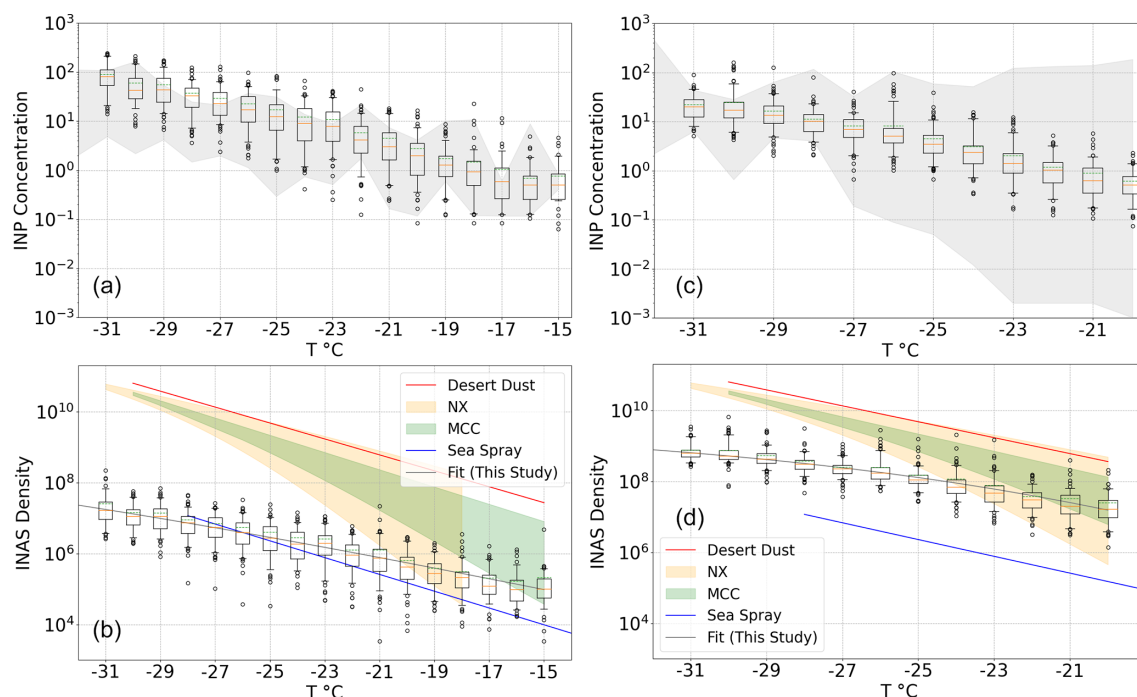 10³
10²
10¹
10⁰
10⁻¹
10⁻²
10⁻³
INP Concentration
(a)
-31 -29 -27 -25 -23 -21 -19 -17 -15
T °C
10³
10²
10¹
10⁰
10⁻¹
10⁻²
10⁻³
INP Concentration
(c)
-31 -29 -27 -25 -23 -21
T °C
10¹⁰
10⁸
10⁶
10⁴
INAS Density
Desert Dust
NX
MCC
Sea Spray
Fit (This Study)
(b)
-31 -29 -27 -25 -23 -21 -19 -17 -15
T °C
10¹⁰
10⁸
10⁶
10⁴
INAS Density
(d)
Desert Dust
NX
MCC
Sea Spray
Fit (This Study)
-31 -29 -27 -25 -23 -21
T °C